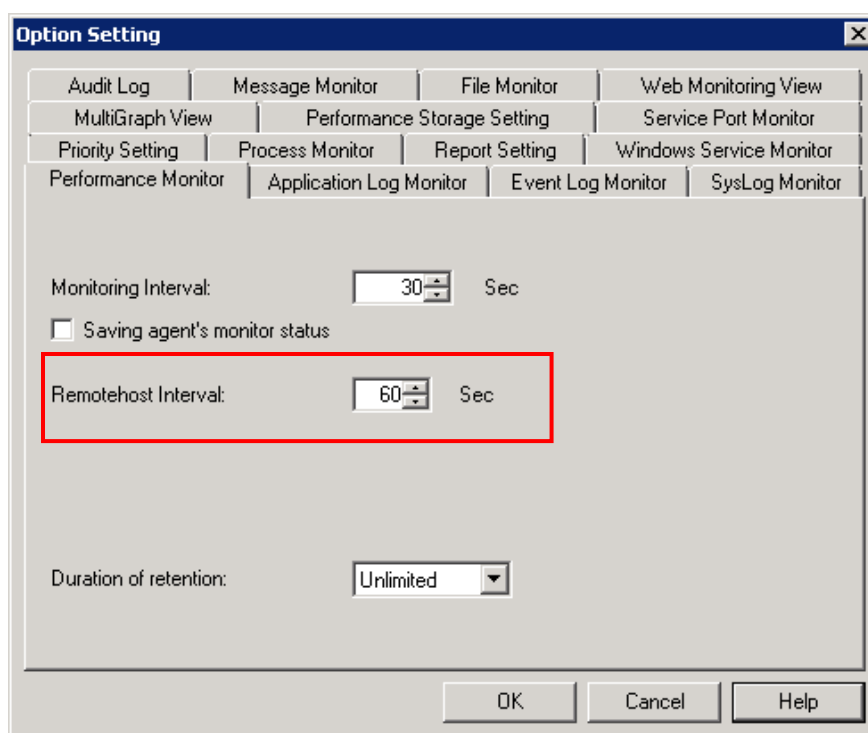 Option Setting
Audit Log Message Monitor File Monitor Web Monitoring View
MultiGraph View Performance Storage Setting Service Port Monitor
Priority Setting Process Monitor Report Setting Windows Service Monitor
Performance Monitor Application Log Monitor Event Log Monitor SysLog Monitor
Monitoring Interval: 30 Sec
Saving agent's monitor status
Remotehost Interval: 60 Sec
Duration of retention: Unlimited
OK Cancel Help